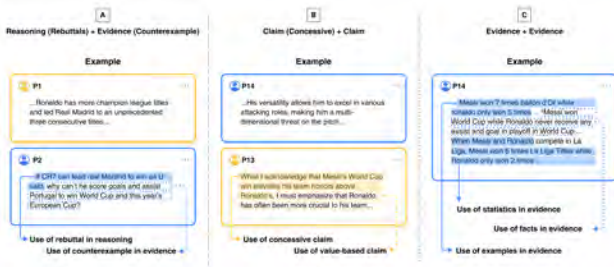 A
Reasoning (Rebuttals) + Evidence (Counterexample)
Example
P1
...Ronaldo has more champion league titles
and led Real Madrid to an unprecedented
three consecutive titles...
P2
If CR7 can lead real Madrid to win as U
said, why can't he score goals and assist
Portugal to win World Cup and this year's
European Cup?
Use of rebuttal in reasoning
Use of counterexample in evidence
B
Claim (Concessive) + Claim
Example
P14
...His versatility allows him to excel in various
attacking roles, making him a multi-
dimensional threat on the pitch...
P13
While I acknowledge that Messi's World Cup
win elevates his team honors above
Ronaldo's, I must emphasize that Ronaldo
has often been more crucial to his team...
Use of concessive claim
Use of value-based claim
C
Evidence + Evidence
Example
P14
Messi won 7 times ballon d'Or while
ronaldo only won 5 times ... "Messi won
World Cup while Ronaldo never receive any
assist and goal in playoff in World Cup...
When Messi and Ronaldo compete in La
Liga, Messi won 5 times La Liga Titles while
Ronaldo only won 2 times...
Use of statistics in evidence
Use of facts in evidence
Use of examples in evidence